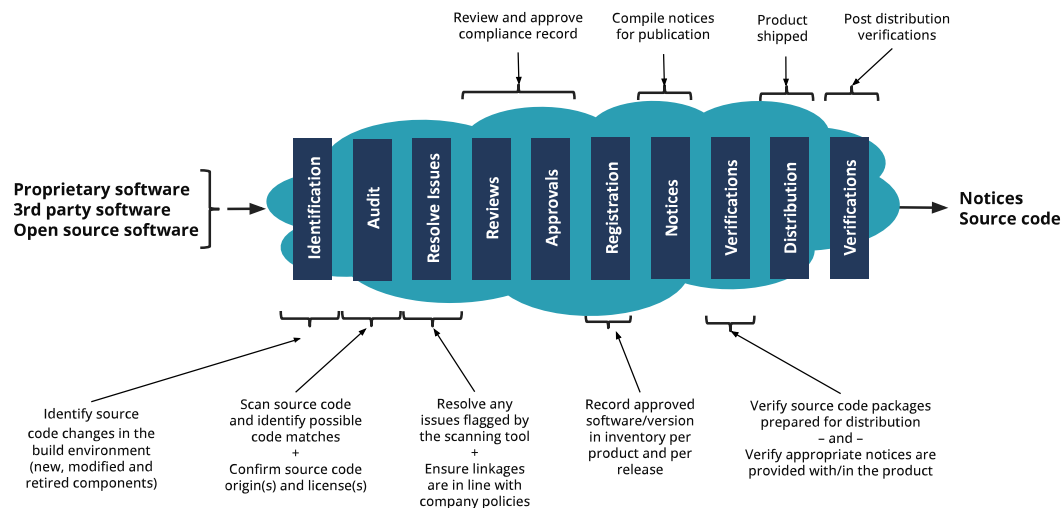 Review and approve
compliance record
Compile notices
for publication
Product
shipped
Post distribution
verifications
Proprietary software
3rd party software
Open source software
Identification
Audit
Resolve Issues
Reviews
Approvals
Registration
Notices
Verifications
Distribution
Verifications
Notices
Source code
Identify source
code changes in the
build environment
(new, modified and
retired components)
Scan source code
and identify possible
code matches
+
Confirm source code
origin(s) and license(s)
Resolve any
issues flagged by
the scanning tool
+
Ensure linkages
are in line with
company policies
Record approved
software/version
in inventory per
product and per
release
Verify source code packages
prepared for distribution
– and –
Verify appropriate notices are
provided with/in the product